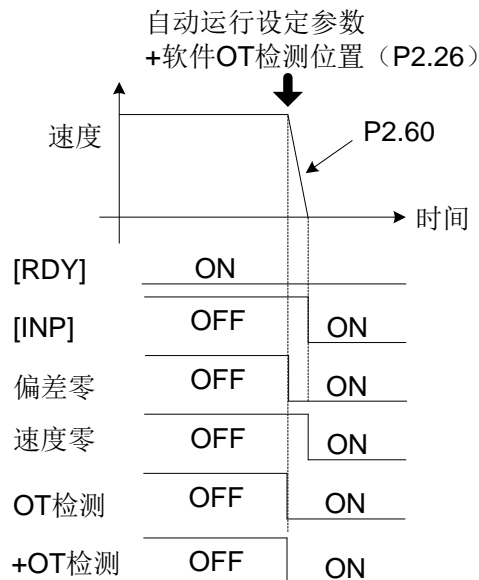 自动运行设定参数
+软件OT检测位置（P2.26）
速度
P2.60
时间
[RDY] ON
[INP] OFF ON
偏差零 OFF ON
速度零 OFF ON
OT检测 OFF ON
+OT检测 OFF ON